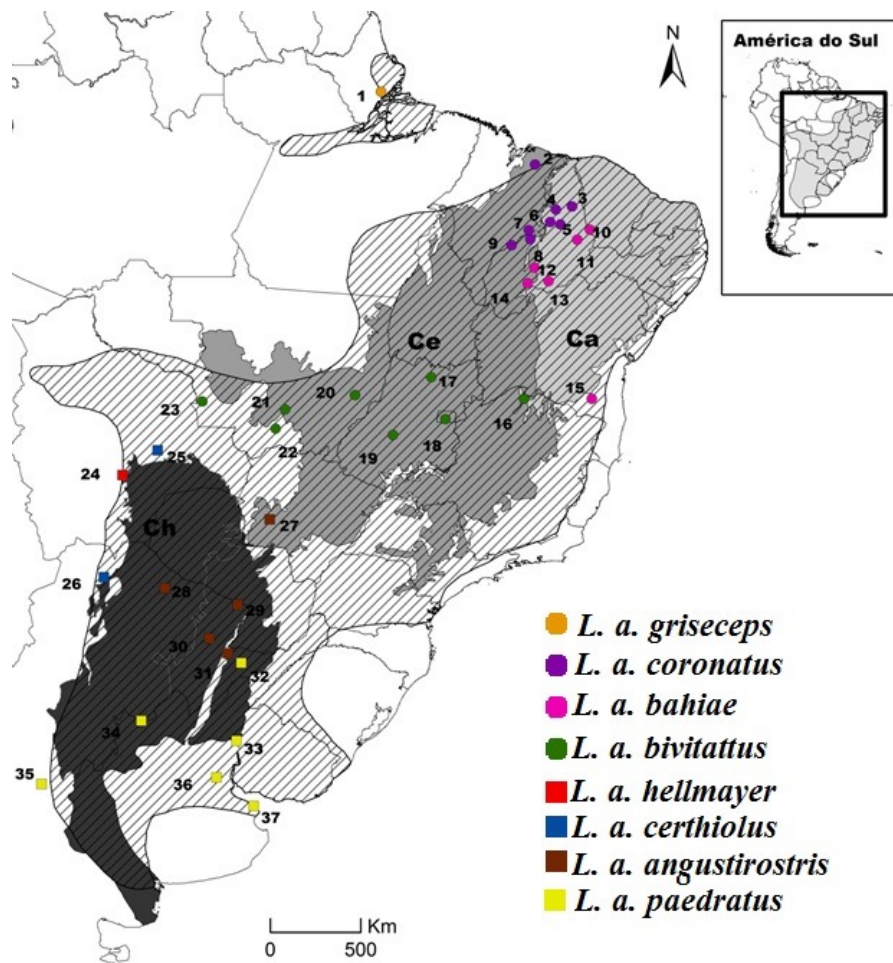 N
América do Sul
1
2
3
4
5
6
7
8
9
10
11
12
13
14
Ce
Ca
15
16
17
18
19
20
21
22
23
24
25
26
Ch
27
28
29
30
31
32
33
34
35
36
37
Km
0 500
L. a. griseceps
L. a. coronatus
L. a. bahiae
L. a. bivitattus
L. a. hellmayer
L. a. certhiolus
L. a. angustirostris
L. a. paedratus